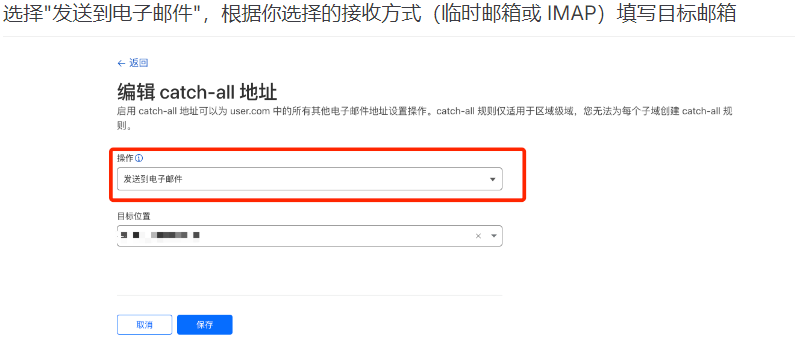 选择"发送到电子邮件"，根据你选择的接收方式（临时邮箱或 IMAP）填写目标邮箱
← 返回
编辑 catch-all 地址
启用 catch-all 地址可以为 user.com 中的所有其他电子邮件地址设置操作。catch-all 规则仅适用于区域级域，您无法为每个子域创建 catch-all 规
则。
操作
发送到电子邮件
目标位置
取消
保存